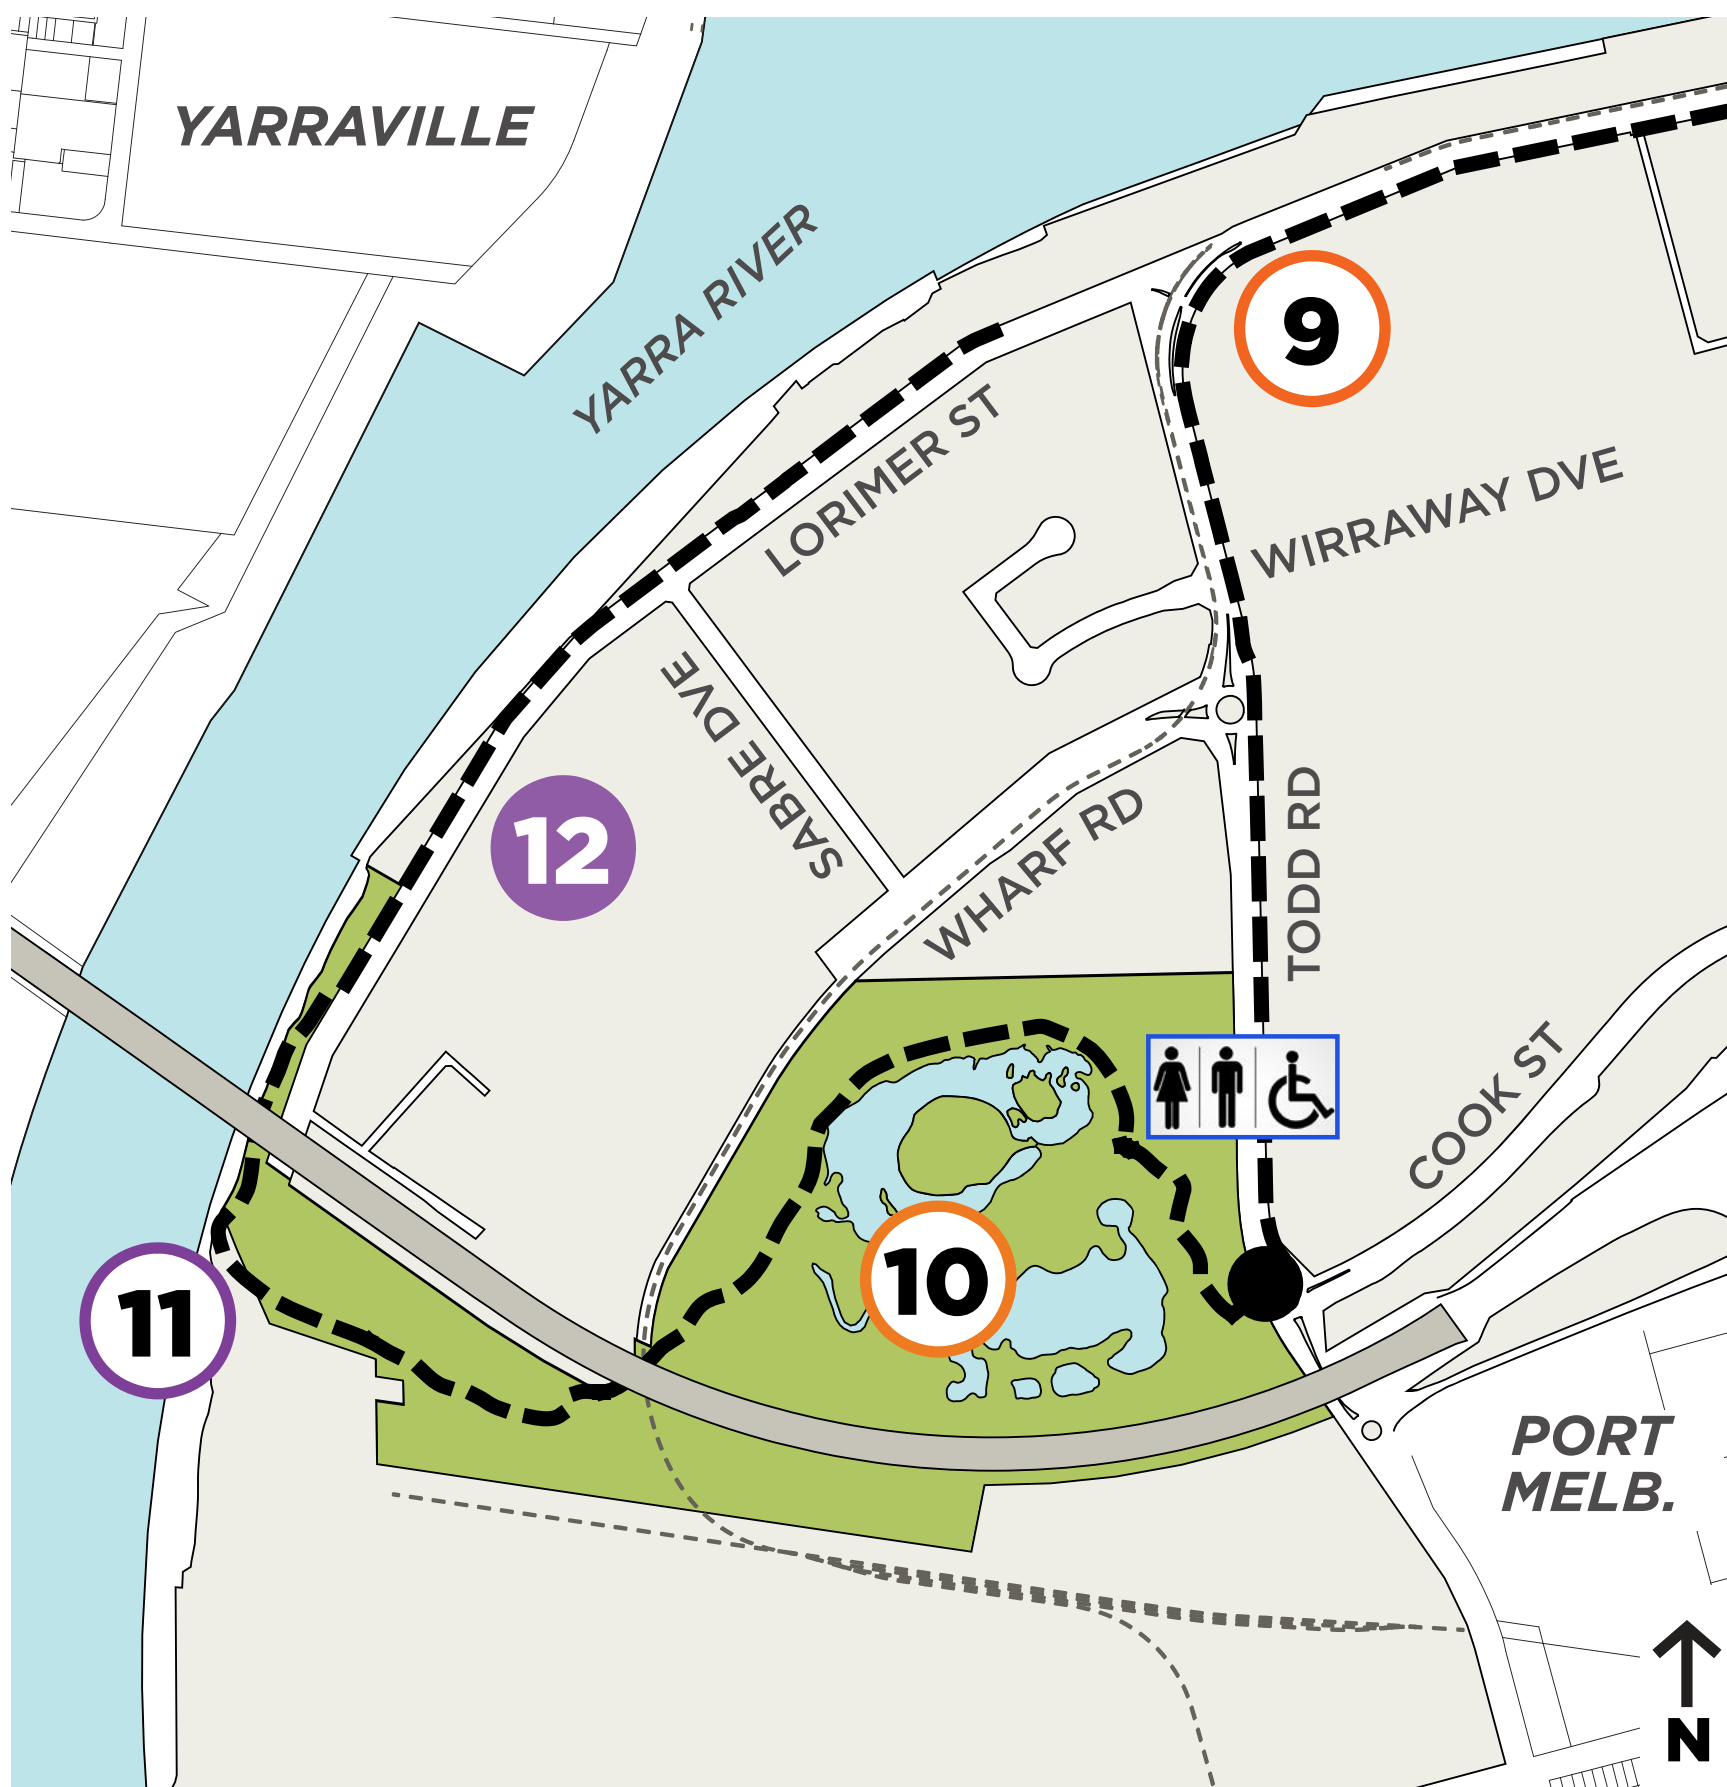 YARRAVILLE
YARRA RIVER
9
LORIMER ST
WIRRAWAY DVE
SABRE DVE
12
WHARF RD
TODD RD
COOK ST
10
11
PORT
MELB.
N